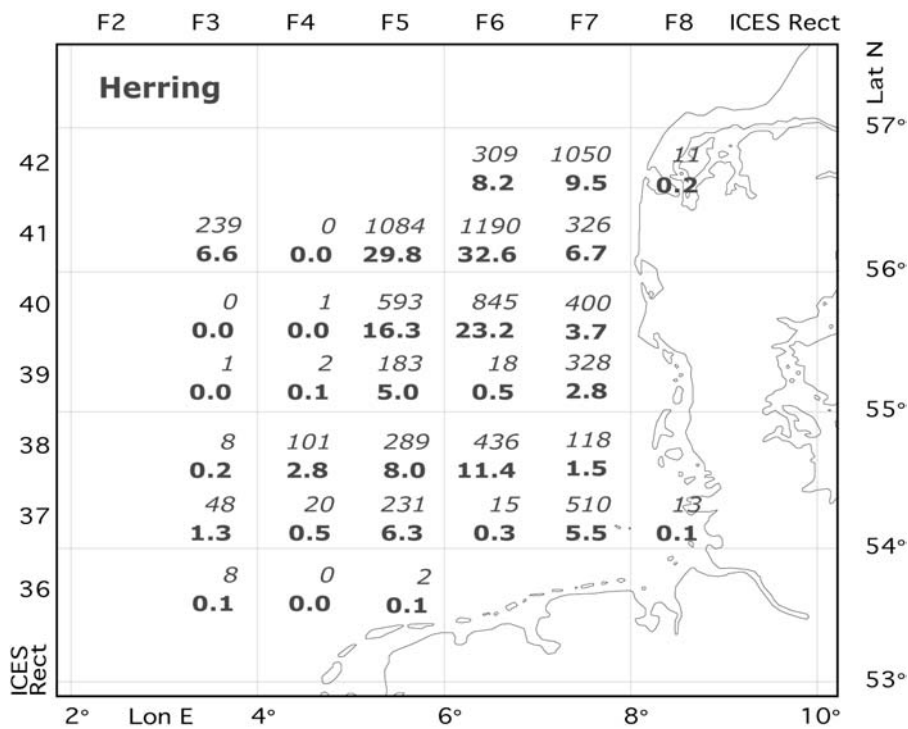 F2 F3 F4 F5 F6 F7 F8 ICES Rect
Lat N
Herring
57°
42 309 1050 11
8.2 9.5 0.2
41 239 0 1084 1190 326
6.6 0.0 29.8 32.6 6.7
56°
40 0 1 593 845 400
0.0 0.0 16.3 23.2 3.7
39 1 2 183 18 328
0.0 0.1 5.0 0.5 2.8
55°
38 8 101 289 436 118
0.2 2.8 8.0 11.4 1.5
37 48 20 231 15 510 13
1.3 0.5 6.3 0.3 5.5 0.1
54°
36 8 0 2
0.1 0.0 0.1
ICES
Rect
53°
2° Lon E 4° 6° 8° 10°